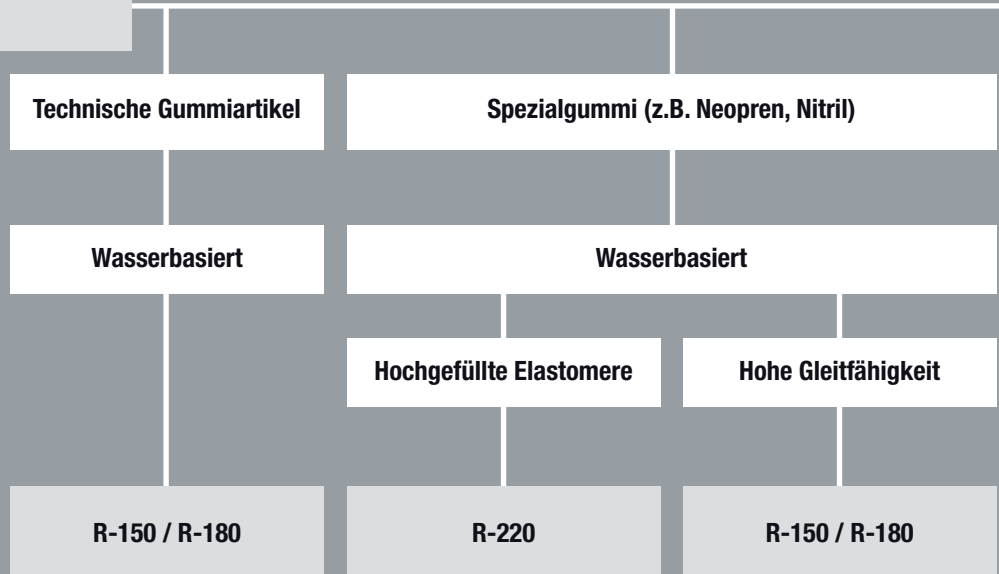 Technische Gummiartikel
Spezialgummi (z.B. Neopren, Nitril)
Wasserbasiert
Wasserbasiert
Hochgefüllte Elastomere
Hohe Gleitfähigkeit
R-150 / R-180
R-220
R-150 / R-180